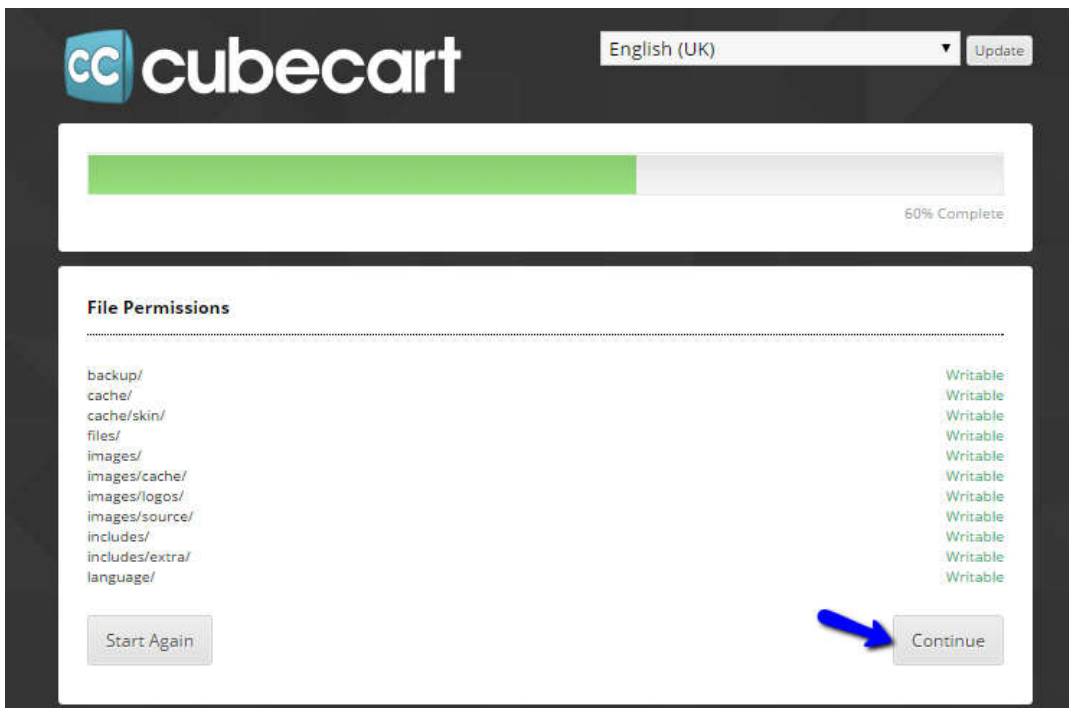 cc cubecart
English (UK)
Update
60% Complete
File Permissions
backup/ Writable
cache/ Writable
cache/skin/ Writable
files/ Writable
images/ Writable
images/cache/ Writable
images/logos/ Writable
images/source/ Writable
includes/ Writable
includes/extra/ Writable
language/ Writable
Start Again
Continue